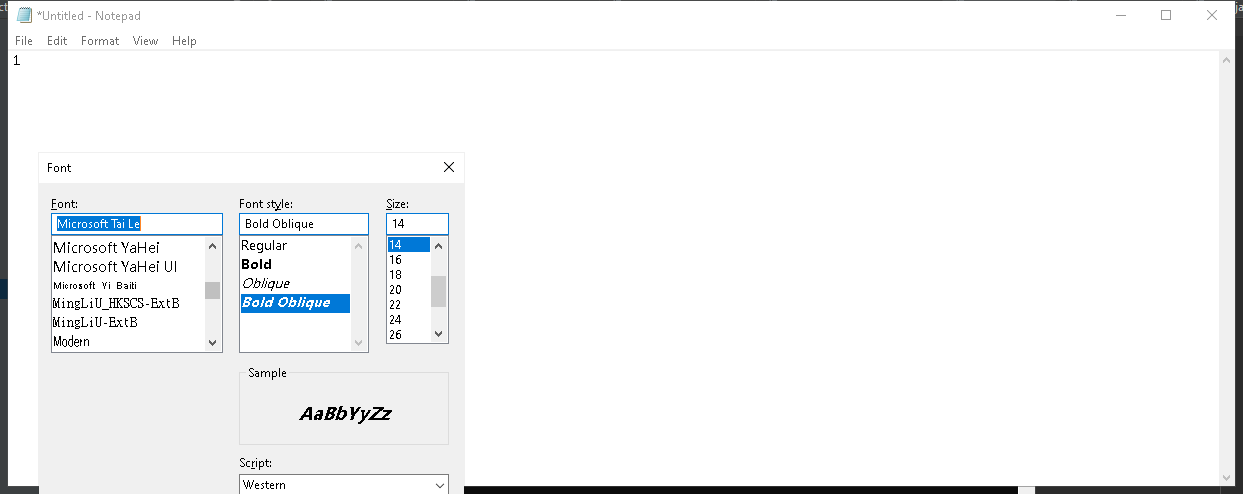 *Untitled - Notepad
File Edit Format View Help
1
Font
Font: Font style: Size:
Microsoft Tai Le Bold Oblique 14
Microsoft YaHei
Microsoft YaHei UI
Microsoft Yi Baiti
MingLiU_HKSCS-ExtB
MingLiU-ExtB
Modern
Regular
Bold
Oblique
Bold Oblique
14
16
18
20
22
24
26
Sample
AaBbYyZz
Script:
Western